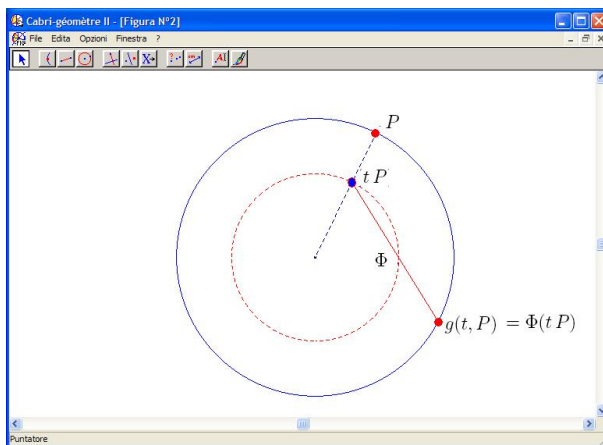 Cabri-géomètre II - [Figura N°2]
File Edita Opzioni Finestra ?
P
t P
Φ
g(t, P) = Φ(t P)
Puntatore